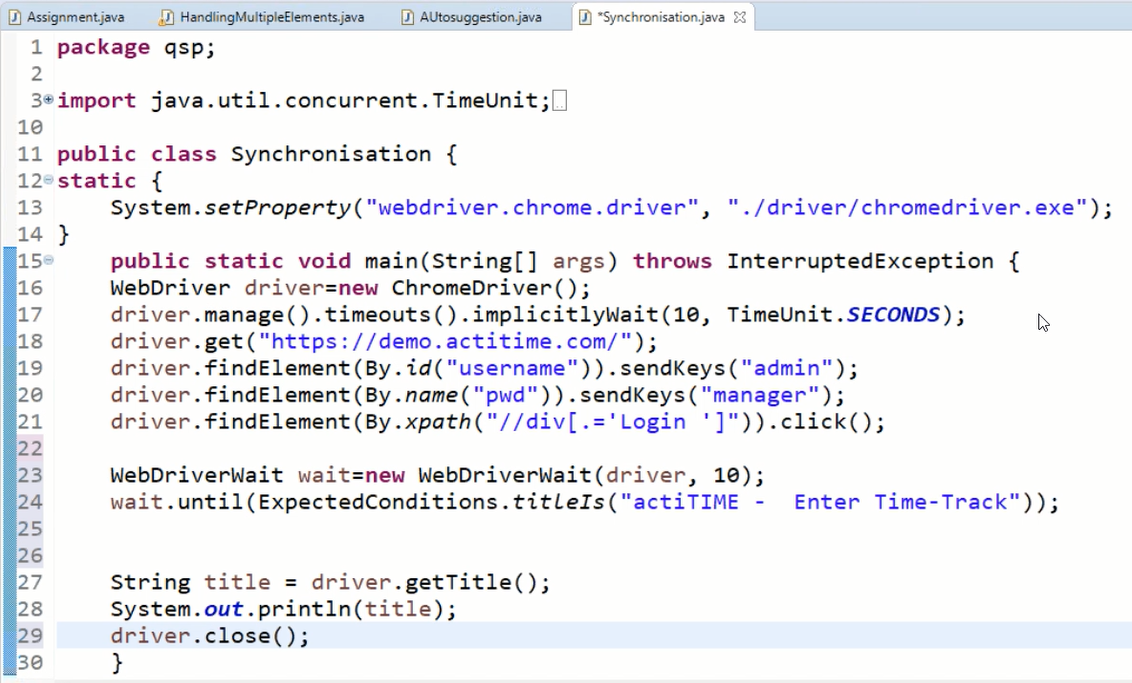 Assignment.java HandlingMultipleElements.java AUtosuggestion.java *Synchronisation.java
1 package qsp;
2
3 import java.util.concurrent.TimeUnit;
10
11 public class Synchronisation {
12 static {
13 System.setProperty("webdriver.chrome.driver", "./driver/chromedriver.exe");
14 }
15 public static void main(String[] args) throws InterruptedException {
16 WebDriver driver=new ChromeDriver();
17 driver.manage().timeouts().implicitlyWait(10, TimeUnit.SECONDS);
18 driver.get("https://demo.actitime.com/");
19 driver.findElement(By.id("username")).sendKeys("admin");
20 driver.findElement(By.name("pwd")).sendKeys("manager");
21 driver.findElement(By.xpath("//div[.='Login ']")).click();
22
23 WebDriverWait wait=new WebDriverWait(driver, 10);
24 wait.until(ExpectedConditions.titleIs("actiTIME -  Enter Time-Track"));
25
26
27 String title = driver.getTitle();
28 System.out.println(title);
29 driver.close();
30 }